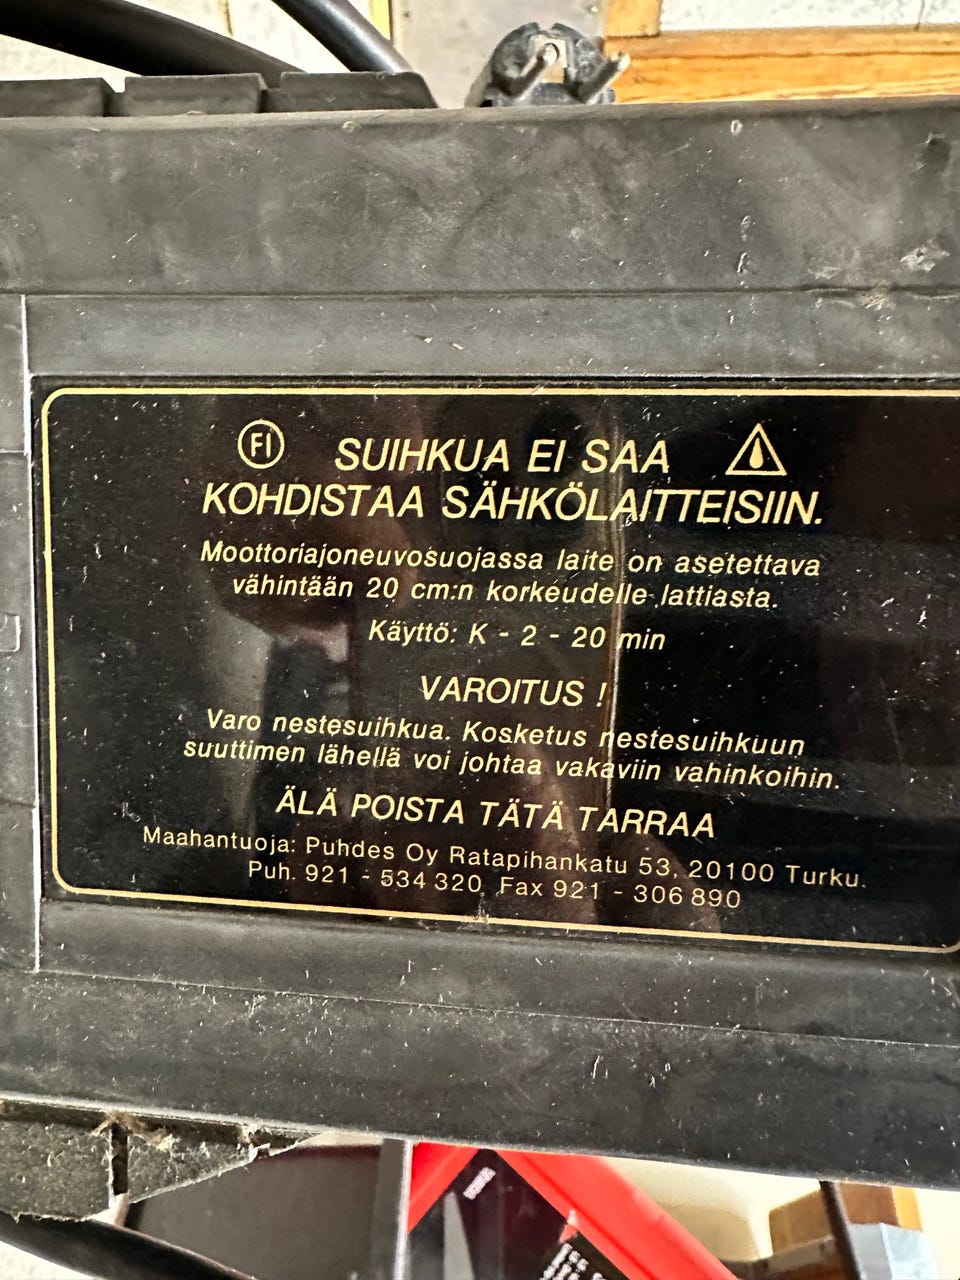 FI SUIHKUA EI SAA
KOHDISTAA SÄHKÖLAITTEISIIN.
Moottoriajoneuvosuojassa laite on asetettava
vähintään 20 cm:n korkeudelle lattiasta.
Käyttö: K - 2 - 20 min
VAROITUS !
Varo nestesuihkua. Kosketus nestesuihkuun
suuttimen lähellä voi johtaa vakaviin vahinkoihin.
ÄLÄ POISTA TÄTÄ TARRAA
Maahantuoja: Puhdes Oy Ratapihankatu 53, 20100 Turku.
Puh. 921 - 534 320 Fax 921 - 306 890